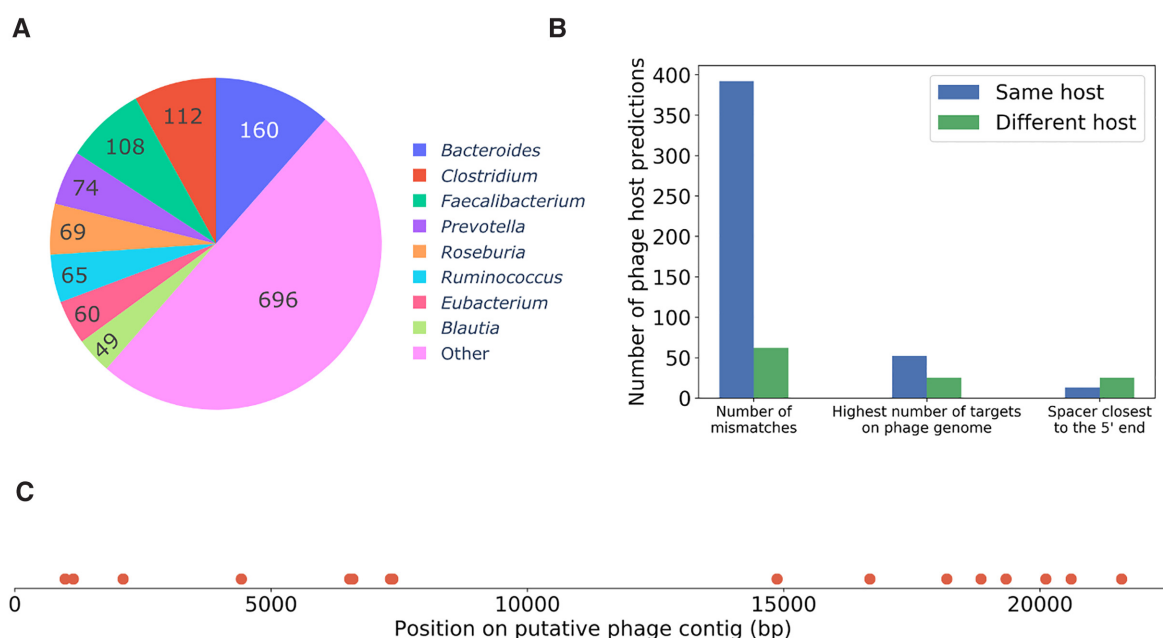 A
160
696
49
60
65
69
74
108
112
Bacteroides
Clostridium
Faecalibacterium
Prevotella
Roseburia
Ruminococcus
Eubacterium
Blautia
Other
B
Number of phage host predictions
400
350
300
250
200
150
100
50
0
Same host
Different host
Number of
mismatches
Highest number of targets
on phage genome
Spacer closest
to the 5' end
C
0 5000 10000 15000 20000
Position on putative phage contig (bp)